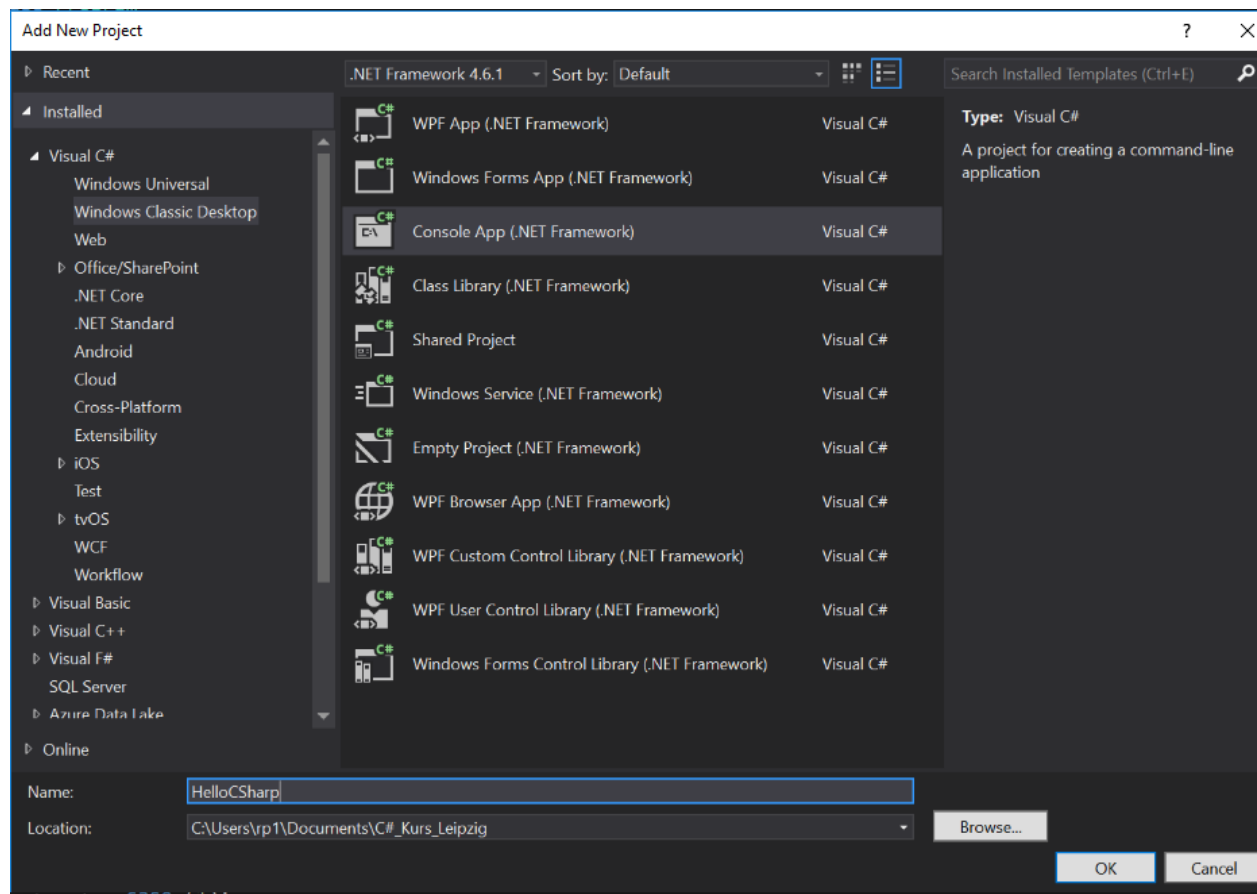 Add New Project
?
Recent
.NET Framework 4.6.1
Sort by: Default
Search Installed Templates (Ctrl+E)
Installed
Visual C#
Windows Universal
Windows Classic Desktop
Web
Office/SharePoint
.NET Core
.NET Standard
Android
Cloud
Cross-Platform
Extensibility
iOS
Test
tvOS
WCF
Workflow
Visual Basic
Visual C++
Visual F#
SQL Server
Azure Data Lake
Online
C# WPF App (.NET Framework) Visual C#
C# Windows Forms App (.NET Framework) Visual C#
C# C:\ Console App (.NET Framework) Visual C#
C# Class Library (.NET Framework) Visual C#
C# Shared Project Visual C#
C# Windows Service (.NET Framework) Visual C#
C# Empty Project (.NET Framework) Visual C#
C# WPF Browser App (.NET Framework) Visual C#
C# WPF Custom Control Library (.NET Framework) Visual C#
C# WPF User Control Library (.NET Framework) Visual C#
C# Windows Forms Control Library (.NET Framework) Visual C#
Type: Visual C#
A project for creating a command-line
application
Name: HelloCSharp
Location: C:\Users\rp1\Documents\C#_Kurs_Leipzig
Browse...
OK
Cancel